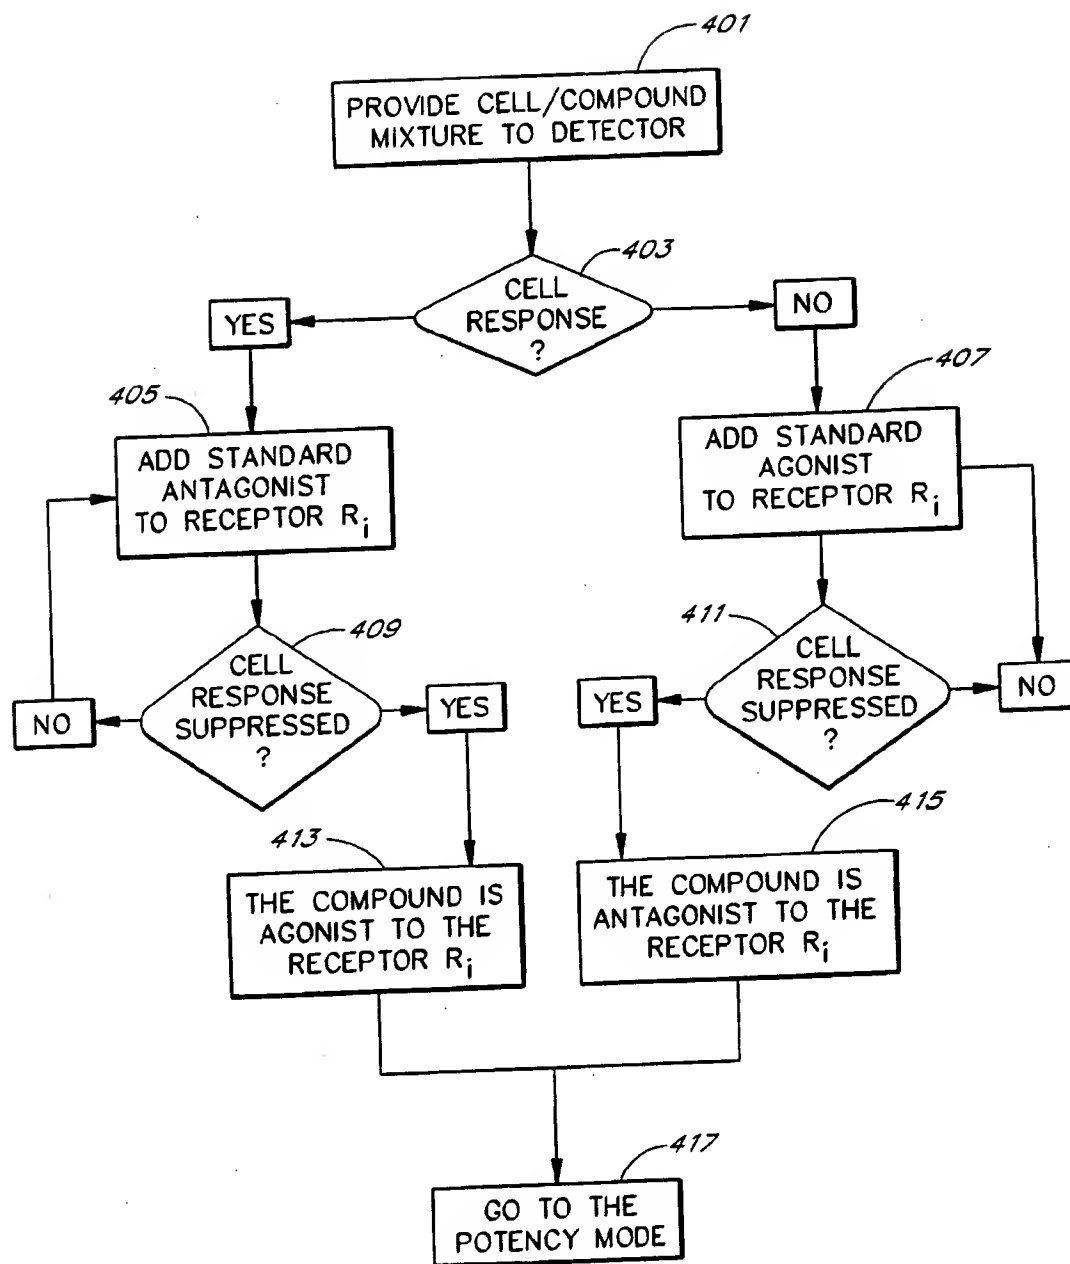 401
PROVIDE CELL/COMPOUND
MIXTURE TO DETECTOR
403
CELL
RESPONSE
?
YES
NO
405
ADD STANDARD
ANTAGONIST
TO RECEPTOR Ri
407
ADD STANDARD
AGONIST
TO RECEPTOR Ri
409
CELL
RESPONSE
SUPPRESSED
?
NO
YES
411
CELL
RESPONSE
SUPPRESSED
?
YES
NO
413
THE COMPOUND IS
AGONIST TO THE
RECEPTOR Ri
415
THE COMPOUND IS
ANTAGONIST TO THE
RECEPTOR Ri
417
GO TO THE
POTENCY MODE